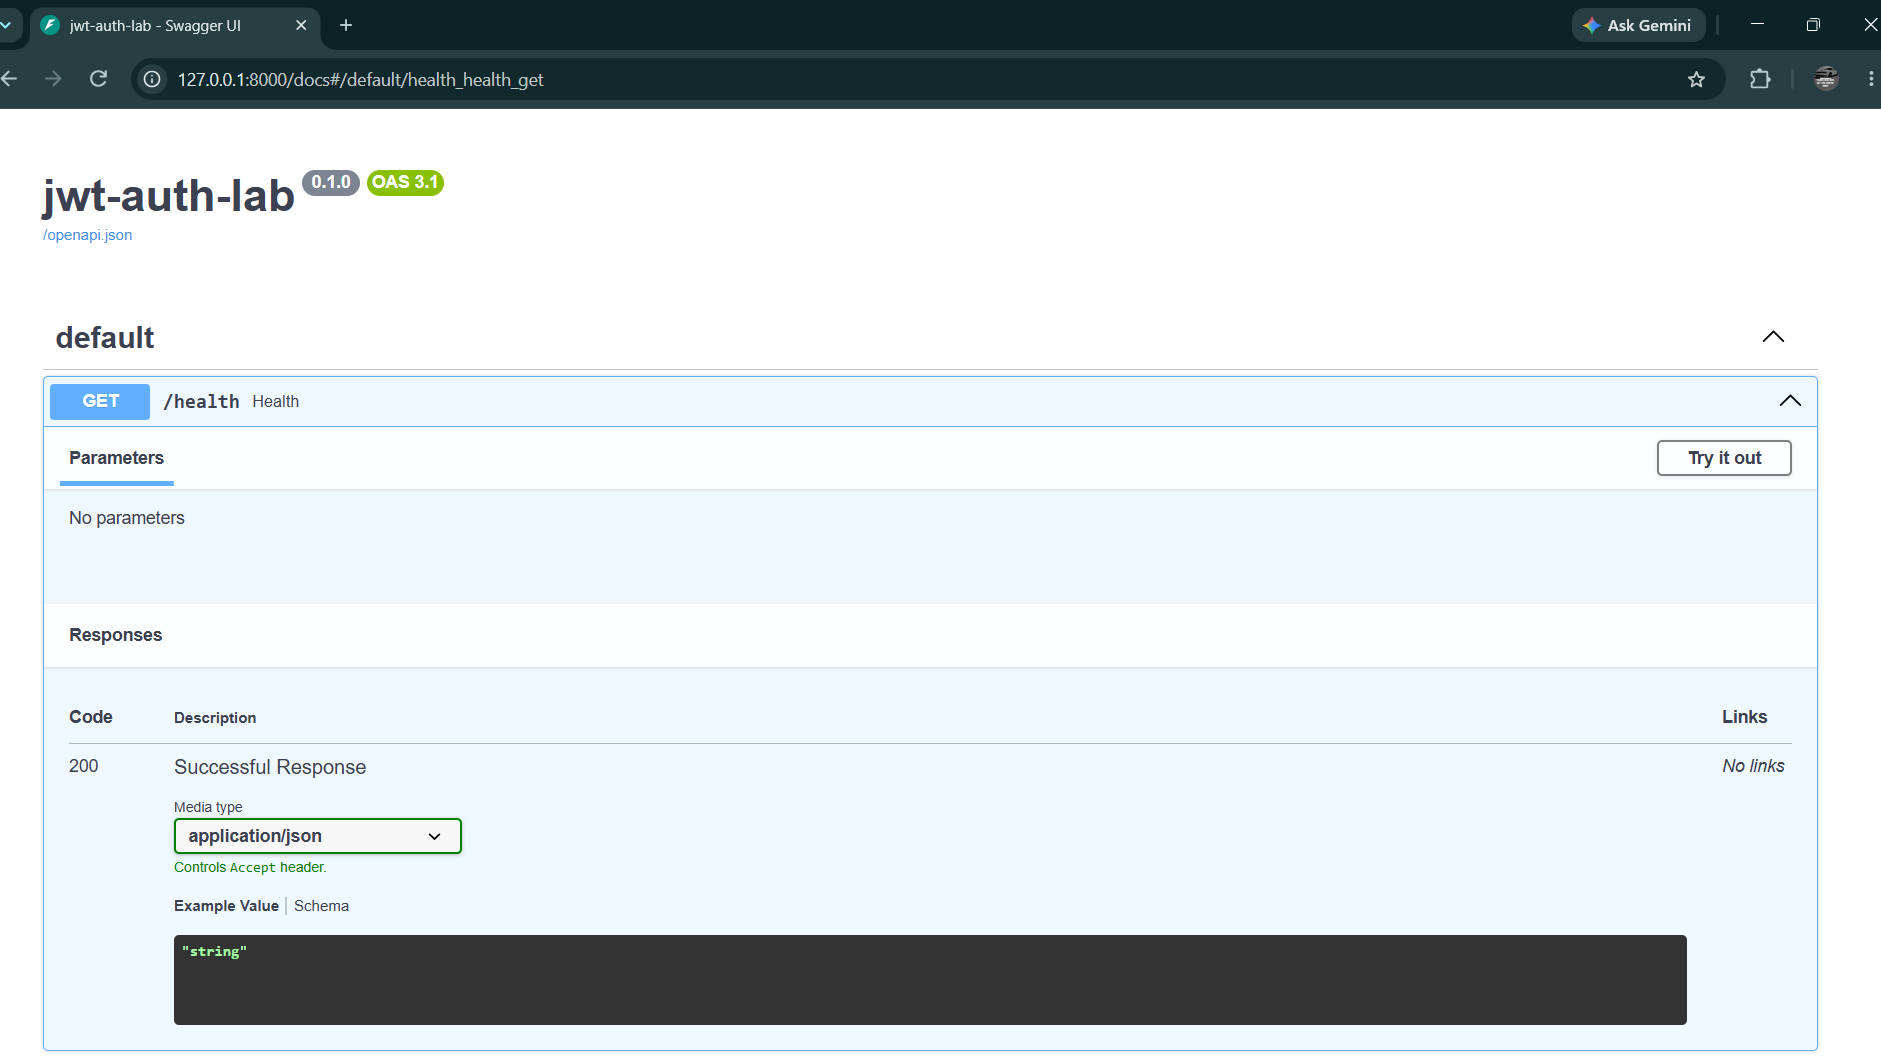 jwt-auth-lab - Swagger UI
Ask Gemini
127.0.0.1:8000/docs#/default/health_health_get
jwt-auth-lab 0.1.0 OAS 3.1
/openapi.json
default
GET /health Health
Parameters
Try it out
No parameters
Responses
Code Description Links
200 Successful Response No links
Media type
application/json
Controls Accept header.
Example Value Schema
"string"